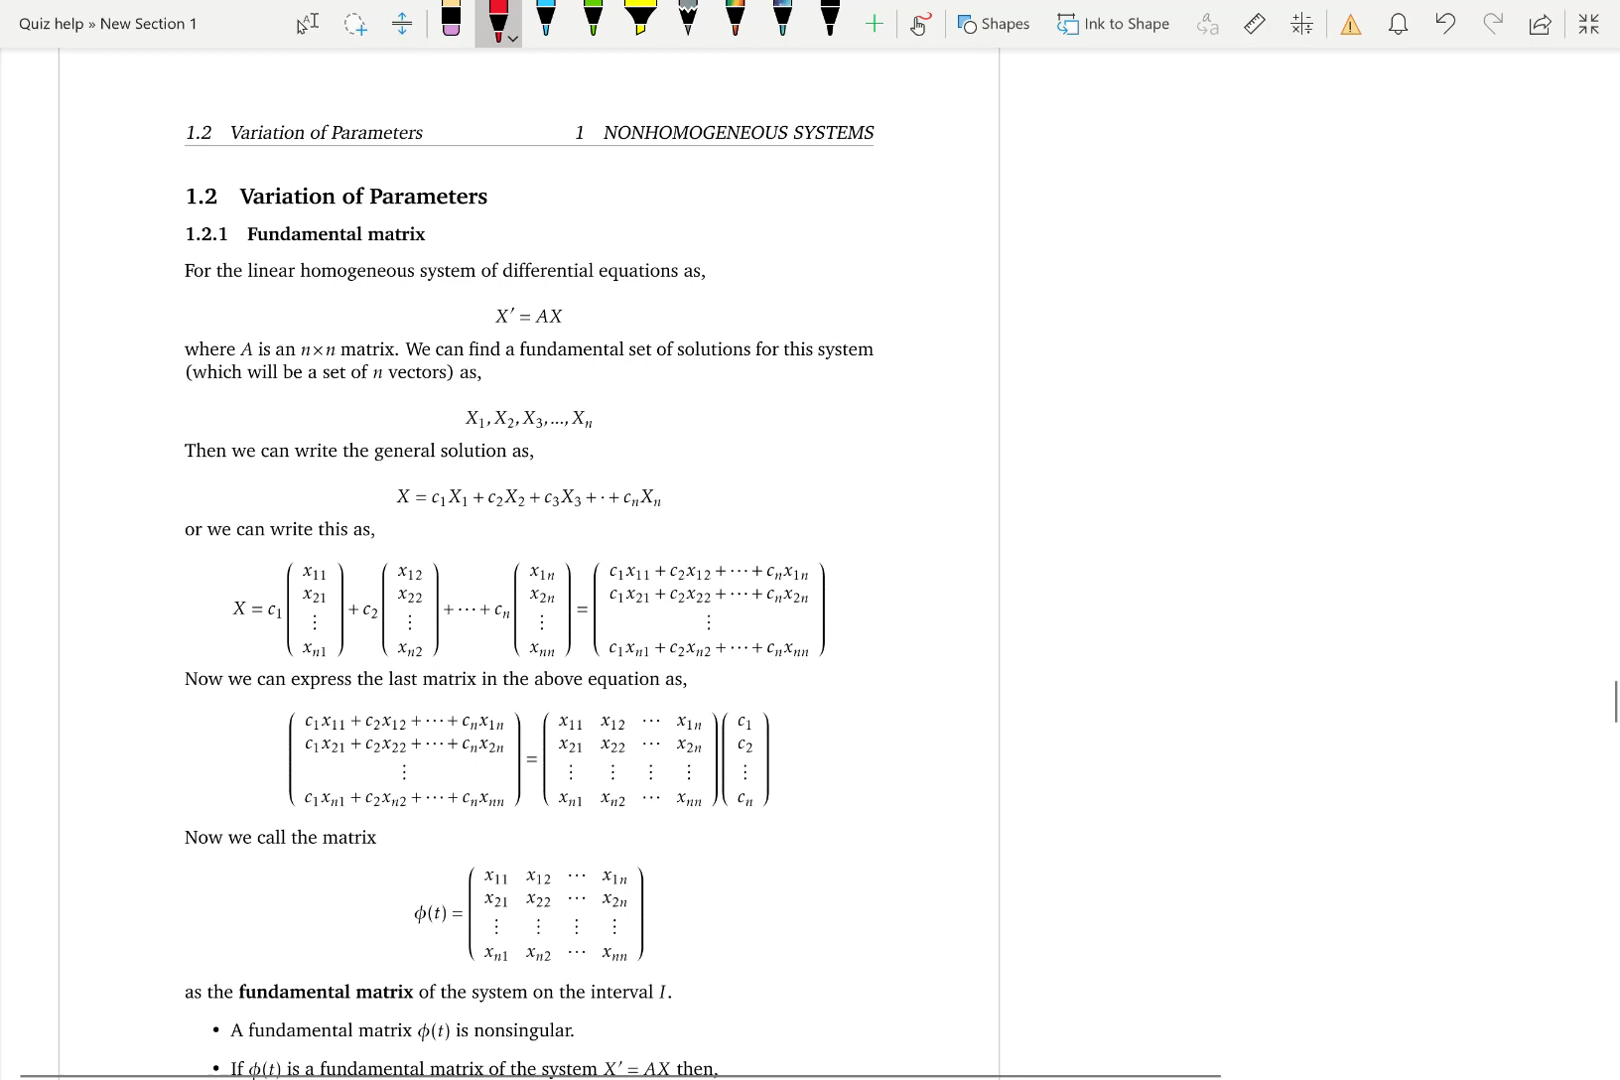 Quiz help » New Section 1
Shapes
Ink to Shape
1.2 Variation of Parameters 1 NONHOMOGENEOUS SYSTEMS
1.2 Variation of Parameters
1.2.1 Fundamental matrix
For the linear homogeneous system of differential equations as,
X′ = AX
where A is an n×n matrix. We can find a fundamental set of solutions for this system
(which will be a set of n vectors) as,
X₁, X₂, X₃, ..., Xₙ
Then we can write the general solution as,
X = c₁X₁ + c₂X₂ + c₃X₃ + · + cₙXₙ
or we can write this as,
x₁₁ x₁₂ x₁ₙ c₁x₁₁ + c₂x₁₂ + ⋯ + cₙx₁ₙ
x₂₁ x₂₂ x₂ₙ c₁x₂₁ + c₂x₂₂ + ⋯ + cₙx₂ₙ
X = c₁ + c₂ + ⋯ + cₙ =
⋮ ⋮ ⋮ ⋮
xₙ₁ xₙ₂ xₙₙ c₁xₙ₁ + c₂xₙ₂ + ⋯ + cₙxₙₙ
Now we can express the last matrix in the above equation as,
c₁x₁₁ + c₂x₁₂ + ⋯ + cₙx₁ₙ x₁₁ x₁₂ ⋯ x₁ₙ c₁
c₁x₂₁ + c₂x₂₂ + ⋯ + cₙx₂ₙ x₂₁ x₂₂ ⋯ x₂ₙ c₂
=
⋮ ⋮ ⋮ ⋮ ⋮ ⋮
c₁xₙ₁ + c₂xₙ₂ + ⋯ + cₙxₙₙ xₙ₁ xₙ₂ ⋯ xₙₙ cₙ
Now we call the matrix
x₁₁ x₁₂ ⋯ x₁ₙ
x₂₁ x₂₂ ⋯ x₂ₙ
ϕ(t) =
⋮ ⋮ ⋮ ⋮
xₙ₁ xₙ₂ ⋯ xₙₙ
as the fundamental matrix of the system on the interval I.
• A fundamental matrix ϕ(t) is nonsingular.
• If ϕ(t) is a fundamental matrix of the system X′ = AX then,